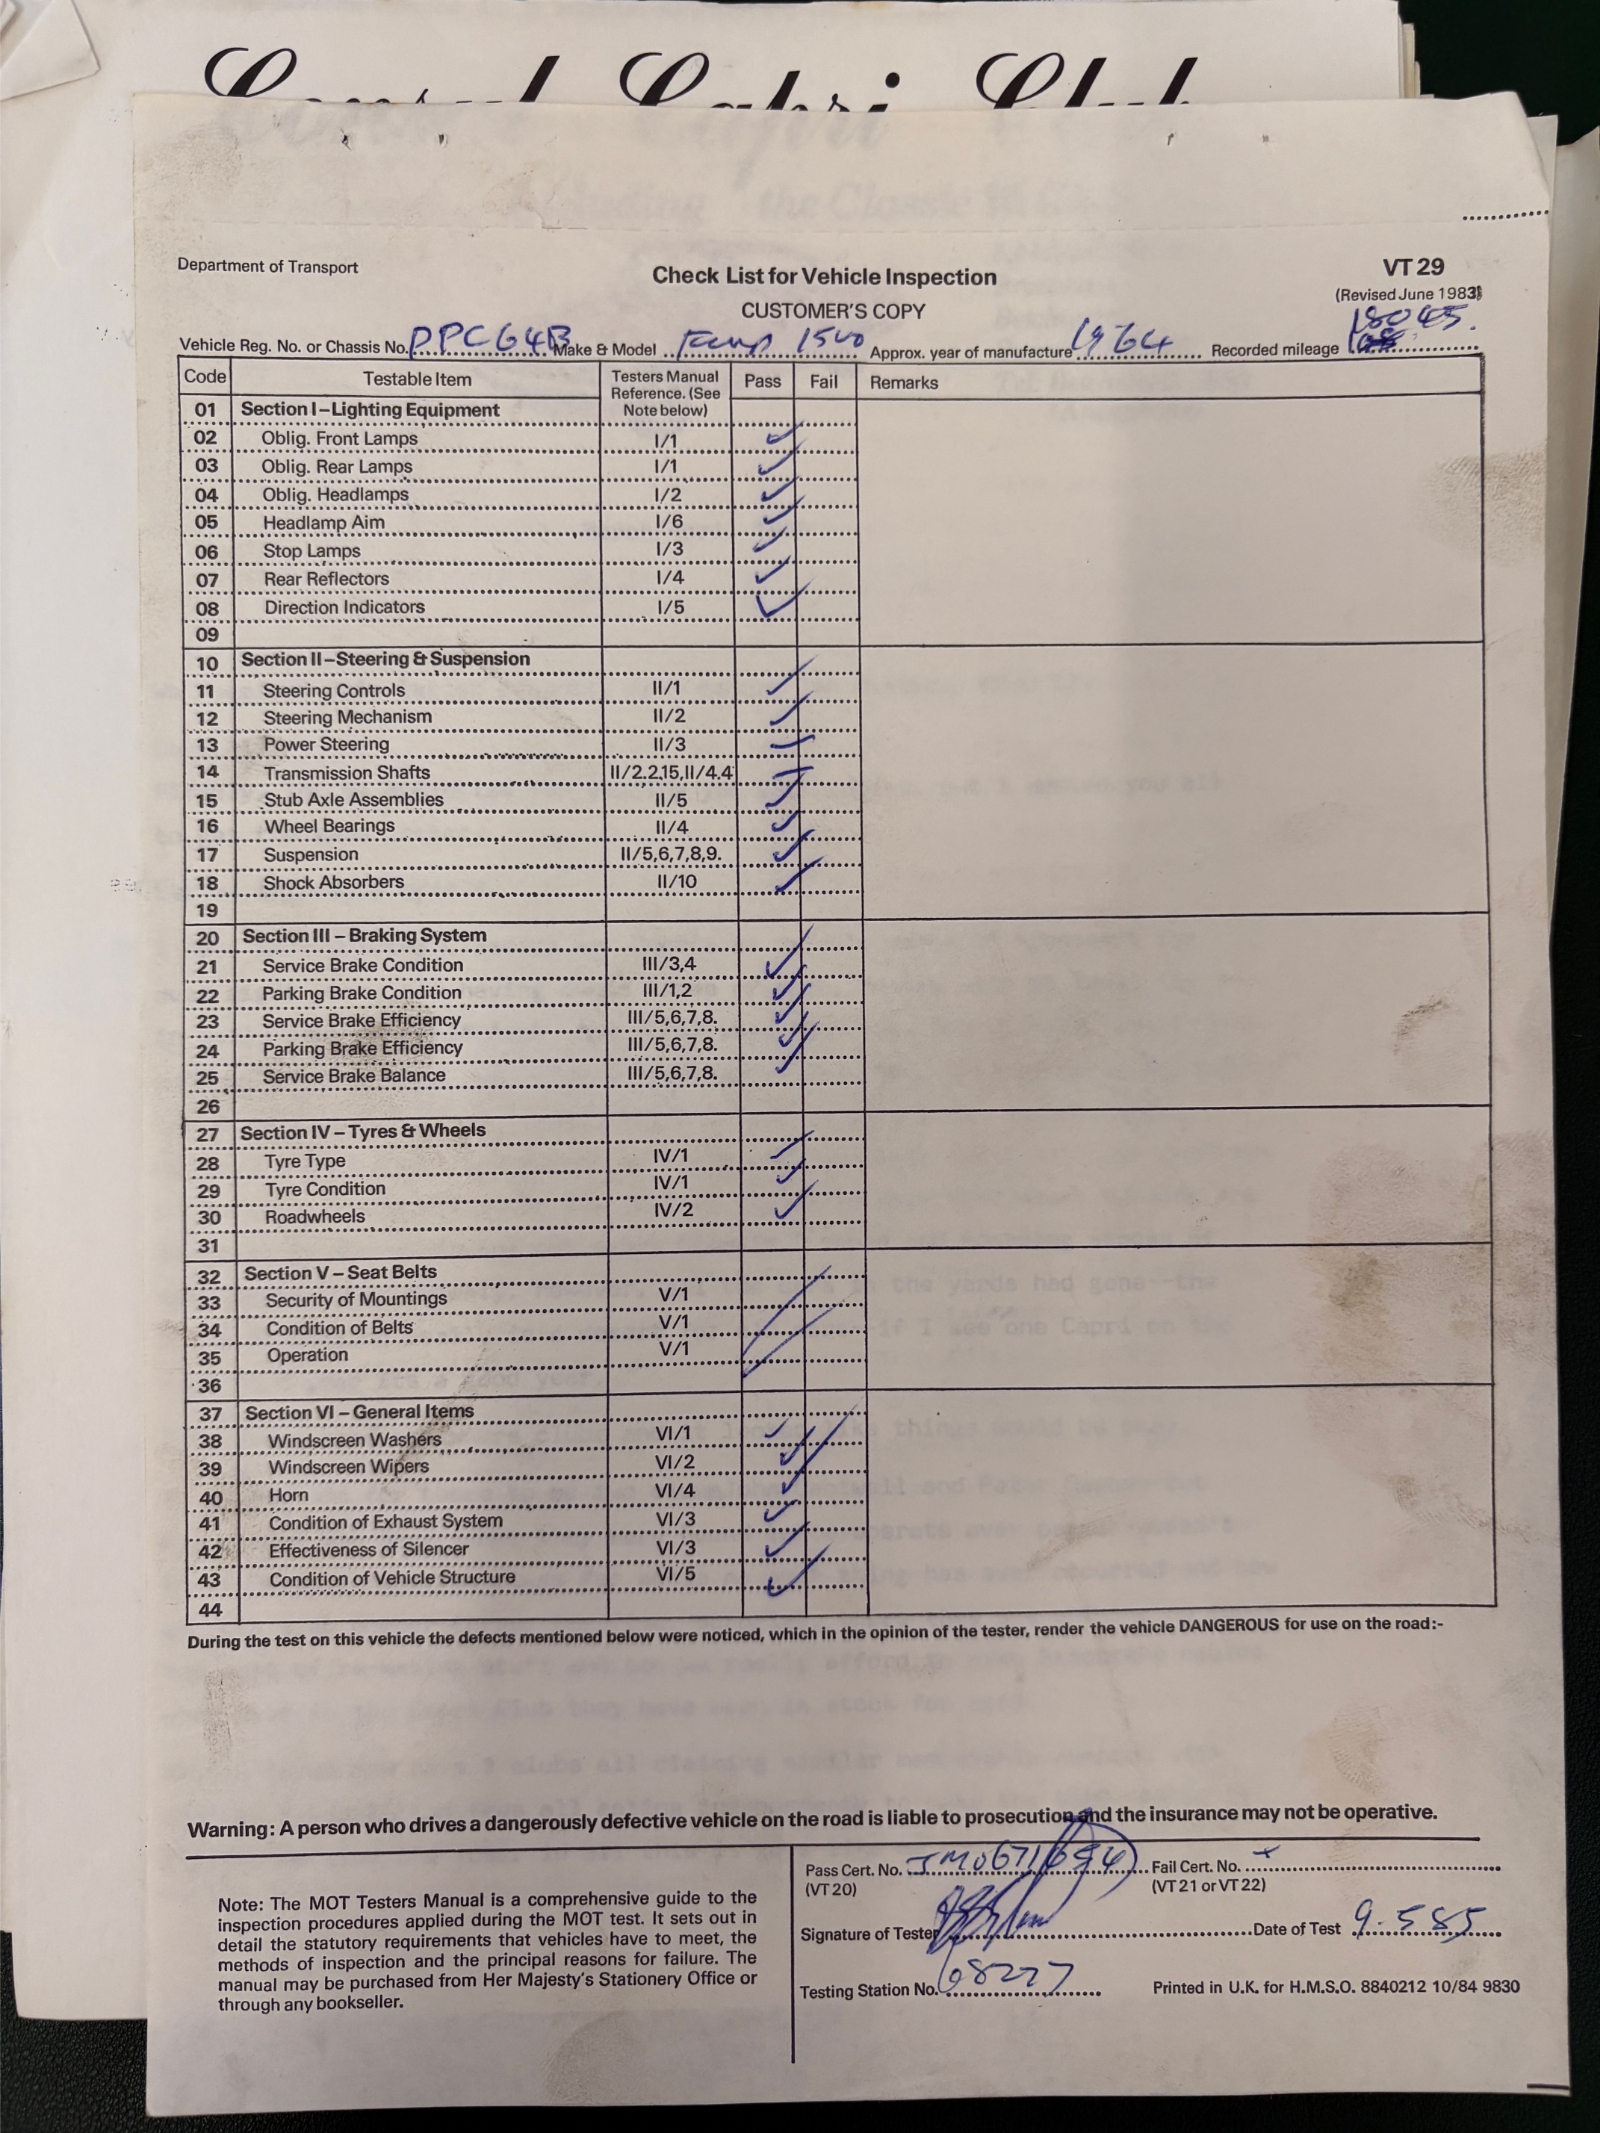 Consul Capri Club
Department of Transport
Check List for Vehicle Inspection
VT 29
(Revised June 1983)
CUSTOMER'S COPY
18045.
Vehicle Reg. No. or Chassis No. DPC 64B Make & Model 1500 Approx. year of manufacture 1964 Recorded mileage
Code Testable Item Testers Manual Reference. (See Note below) Pass Fail Remarks
01 Section I–Lighting Equipment
02 Oblig. Front Lamps I/1 ✓
03 Oblig. Rear Lamps I/1 ✓
04 Oblig. Headlamps I/2 ✓
05 Headlamp Aim I/6 ✓
06 Stop Lamps I/3 ✓
07 Rear Reflectors I/4 ✓
08 Direction Indicators I/5 ✓
09
10 Section II–Steering & Suspension
11 Steering Controls II/1 ✓
12 Steering Mechanism II/2 ✓
13 Power Steering II/3 –
14 Transmission Shafts II/2.2,15,II/4.4 –
15 Stub Axle Assemblies II/5 ✓
16 Wheel Bearings II/4 ✓
17 Suspension II/5,6,7,8,9. ✓
18 Shock Absorbers II/10 ✓
19
20 Section III – Braking System
21 Service Brake Condition III/3,4 ✓
22 Parking Brake Condition III/1,2 ✓
23 Service Brake Efficiency III/5,6,7,8. ✓
24 Parking Brake Efficiency III/5,6,7,8. ✓
25 Service Brake Balance III/5,6,7,8. ✓
26
27 Section IV – Tyres & Wheels
28 Tyre Type IV/1 ✓
29 Tyre Condition IV/1 ✓
30 Roadwheels IV/2 ✓
31
32 Section V – Seat Belts
33 Security of Mountings V/1
34 Condition of Belts V/1
35 Operation V/1
36
37 Section VI – General Items
38 Windscreen Washers VI/1 ✓
39 Windscreen Wipers VI/2 ✓
40 Horn VI/4 ✓
41 Condition of Exhaust System VI/3 ✓
42 Effectiveness of Silencer VI/3 ✓
43 Condition of Vehicle Structure VI/5 ✓
44
During the test on this vehicle the defects mentioned below were noticed, which in the opinion of the tester, render the vehicle DANGEROUS for use on the road:-
Warning: A person who drives a dangerously defective vehicle on the road is liable to prosecution and the insurance may not be operative.
Note: The MOT Testers Manual is a comprehensive guide to the
inspection procedures applied during the MOT test. It sets out in
detail the statutory requirements that vehicles have to meet, the
methods of inspection and the principal reasons for failure. The
manual may be purchased from Her Majesty's Stationery Office or
through any bookseller.
Pass Cert. No. Fail Cert. No.
(VT 20) (VT 21 or VT 22)
Signature of Tester Date of Test 9.5.85
Testing Station No. 68277 Printed in U.K. for H.M.S.O. 8840212 10/84 9830